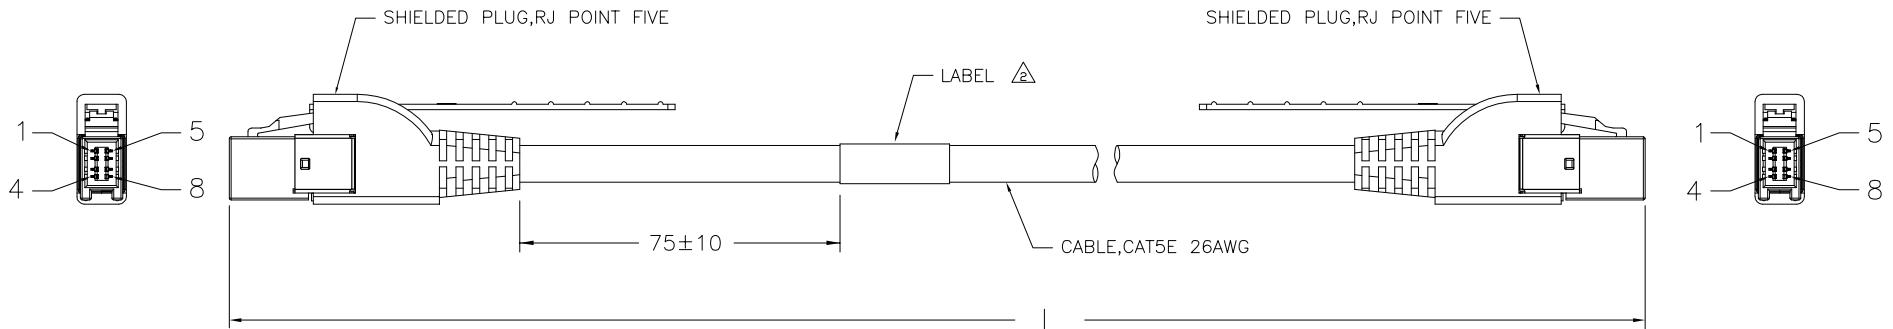 SHIELDED PLUG,RJ POINT FIVE
SHIELDED PLUG,RJ POINT FIVE
LABEL 2
1
5
4
8
1
5
4
8
75±10
CABLE,CAT5E 26AWG
L